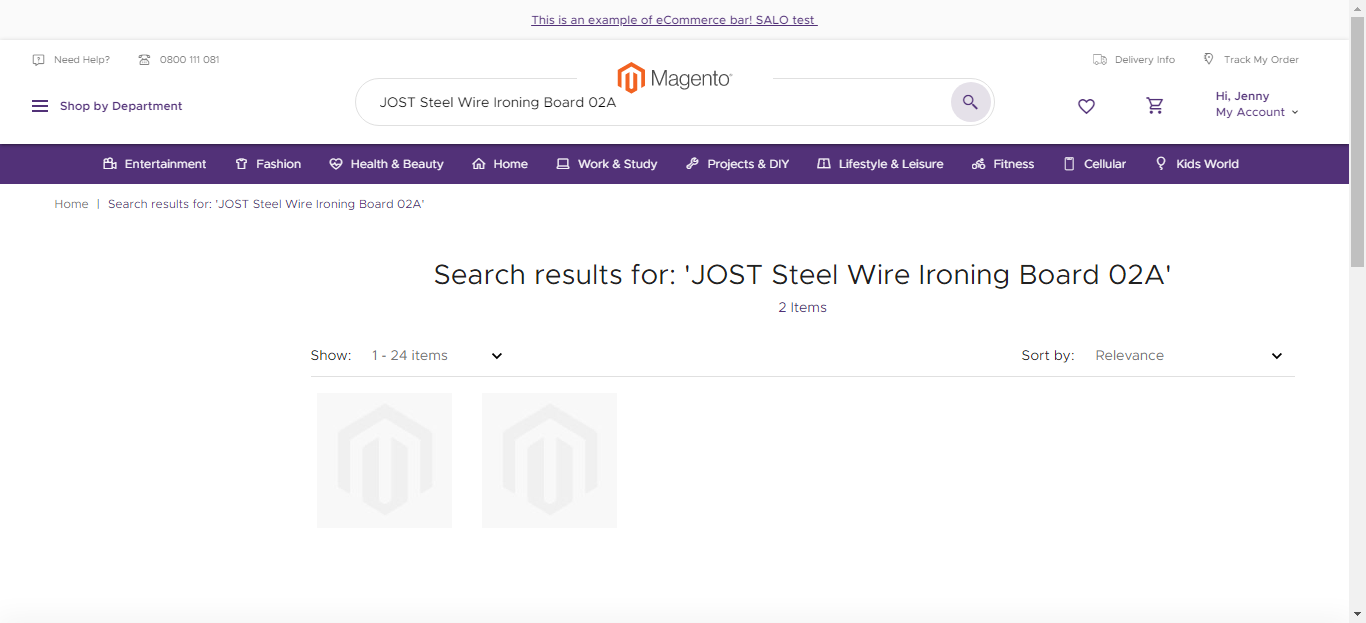 This is an example of eCommerce bar! SALO test
Need Help?
0800 111 081
Magento
Delivery Info
Track My Order
Shop by Department
JOST Steel Wire Ironing Board 02A
Hi, Jenny
My Account
Entertainment
Fashion
Health & Beauty
Home
Work & Study
Projects & DIY
Lifestyle & Leisure
Fitness
Cellular
Kids World
Home | Search results for: 'JOST Steel Wire Ironing Board 02A'
Search results for: 'JOST Steel Wire Ironing Board 02A'
2 Items
Show: 1 - 24 items
Sort by: Relevance